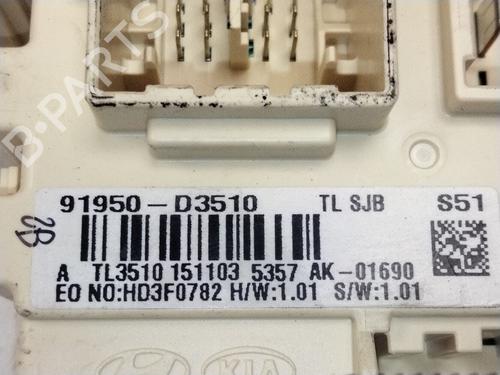 B-PARTS
91950-D3510 TL SJB S51
A TL3510 151103 5357 AK-01690
EO NO:HD3F0782 H/W:1.01 S/W:1.01
KIA